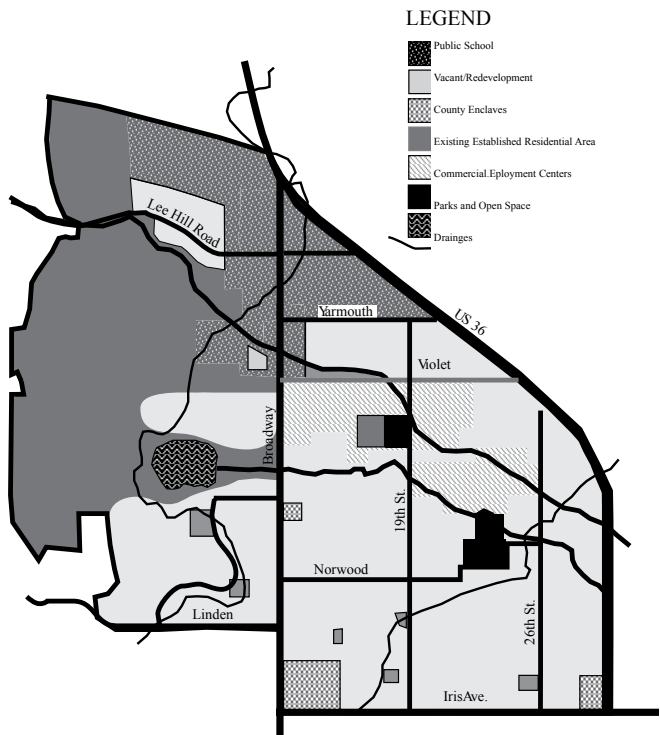 LEGEND
Public School
Vacant/Redevelopment
County Enclaves
Existing Established Residential Area
Commercial.Eployment Centers
Parks and Open Space
Drainges
Lee Hill Road
Yarmouth
US 36
Violet
Broadway
19th St.
Norwood
26th St.
Linden
IrisAve.